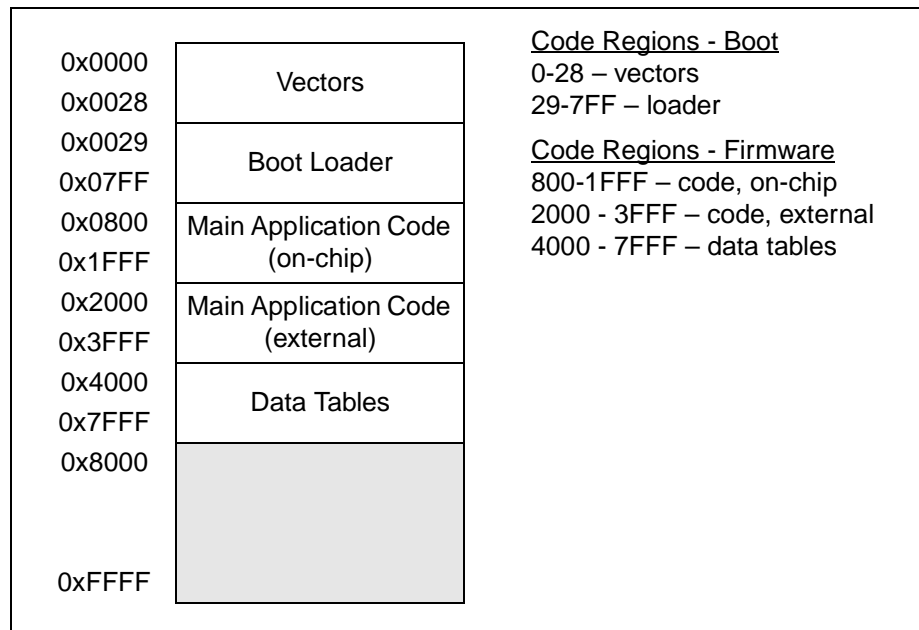 0x0000
0x0028
Vectors
0x0029
0x07FF
Boot Loader
0x0800
0x1FFF
Main Application Code
(on-chip)
0x2000
0x3FFF
Main Application Code
(external)
0x4000
0x7FFF
Data Tables
0x8000
0xFFFF
Code Regions - Boot
0-28 – vectors
29-7FF – loader
Code Regions - Firmware
800-1FFF – code, on-chip
2000 - 3FFF – code, external
4000 - 7FFF – data tables